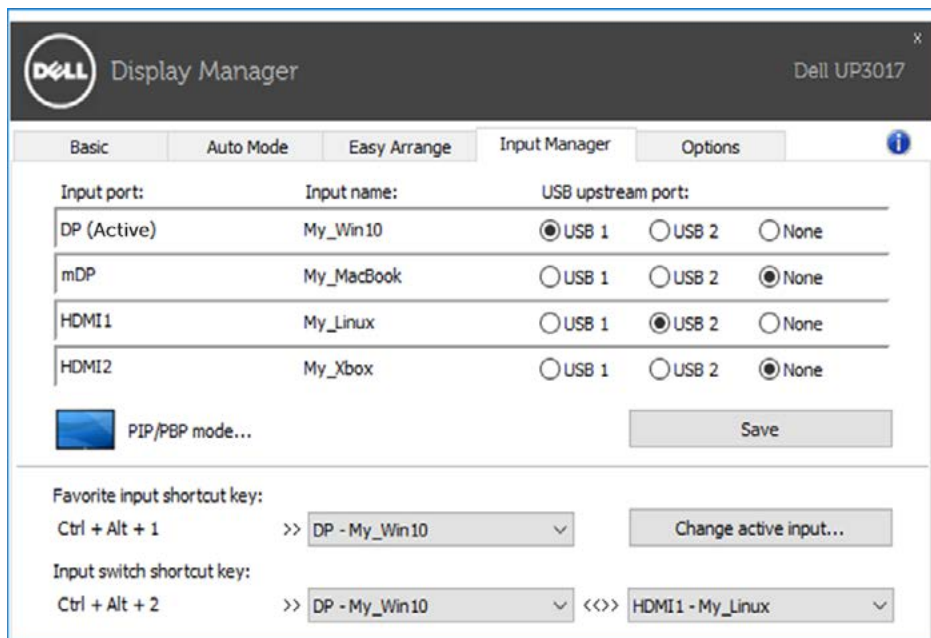 x
DELL Display Manager Dell UP3017
Basic Auto Mode Easy Arrange Input Manager Options i
Input port: Input name: USB upstream port:
DP (Active) My_Win10 USB 1 USB 2 None
mDP My_MacBook USB 1 USB 2 None
HDMI1 My_Linux USB 1 USB 2 None
HDMI2 My_Xbox USB 1 USB 2 None
PIP/PBP mode... Save
Favorite input shortcut key:
Ctrl + Alt + 1 >> DP - My_Win10 Change active input...
Input switch shortcut key:
Ctrl + Alt + 2 >> DP - My_Win10 <<>> HDMI1 - My_Linux